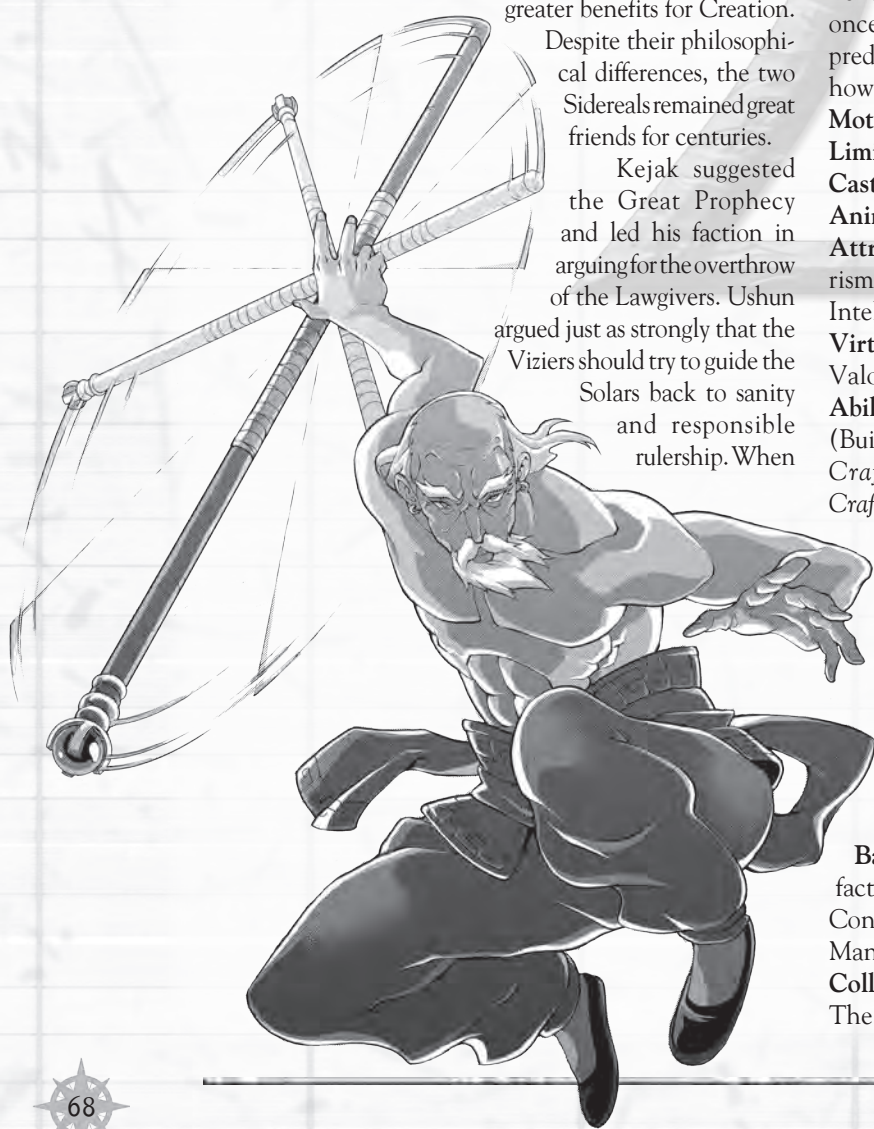 greater benefits for Creation.
Despite their philosophi-
cal differences, the two
Sidereals remained great
friends for centuries.
Kejak suggested
the Great Prophecy
and led his faction in
arguing for the overthrow
of the Lawgivers. Ushun
argued just as strongly that the
Viziers should try to guide the
Solars back to sanity
and responsible
rulership. When
once
pred
how
Mot
Limi
Cast
Anim
Attr
rism
Inte
Virt
Valo
Abil
(Bui
Craf
Craf
Ba
fact
Con
Man
Coll
The
68